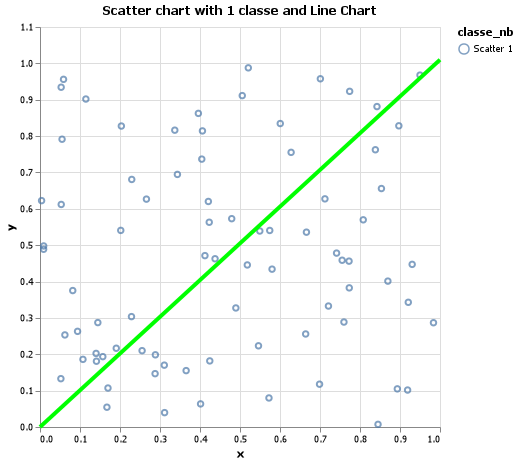 Scatter chart with 1 classe and Line Chart
classe_nb
Scatter 1
1.1
1.0
0.9
0.8
0.7
0.6
0.5
0.4
0.3
0.2
0.1
0.0
y
0.0 0.1 0.2 0.3 0.4 0.5 0.6 0.7 0.8 0.9 1.0
x